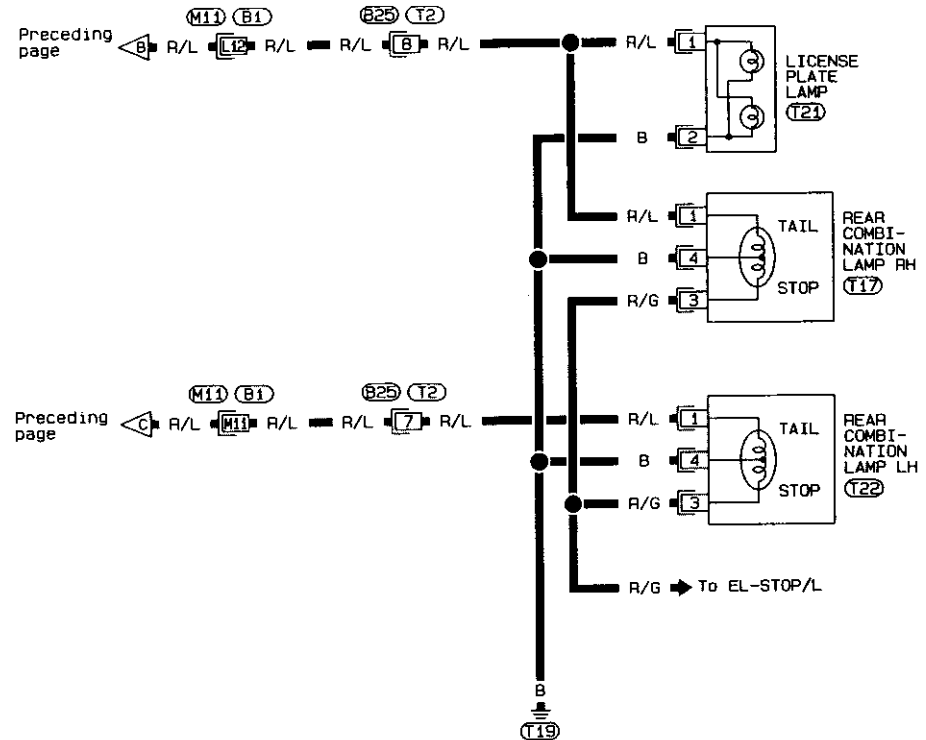 M11 B1 B25 T2
Preceding page B R/L L12 R/L R/L 8 R/L R/L 1
LICENSE PLATE LAMP T21
B 2
R/L 1 TAIL
B 4
R/G 3 STOP
REAR COMBI-NATION LAMP RH T17
M11 B1 B25 T2
Preceding page C R/L M11 R/L R/L 7 R/L R/L 1 TAIL
B 4
R/G 3 STOP
REAR COMBI-NATION LAMP LH T22
R/G To EL-STOP/L
B
T19